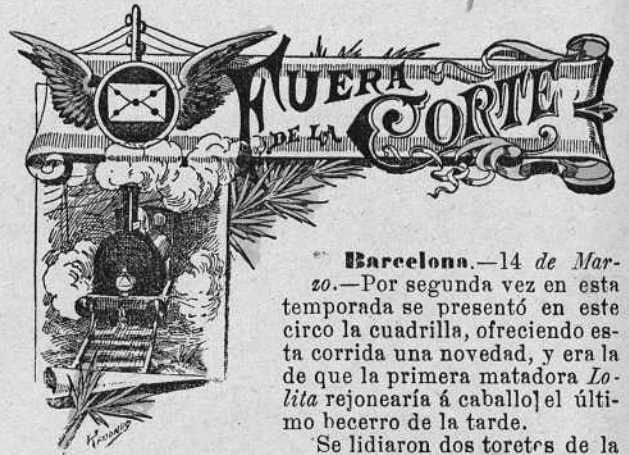 FUERA
DE LA CORTE
Barcelona.—14 de Mar-
zo.—Por segunda vez en esta
temporada se presentó en este
circo la cuadrilla, ofreciendo es-
ta corrida una novedad, y era la
de que la primera matadora Lo-
lita rejonearía á caballo] el últi-
mo becerro de la tarde.
Se lidiaron dos toretes de la